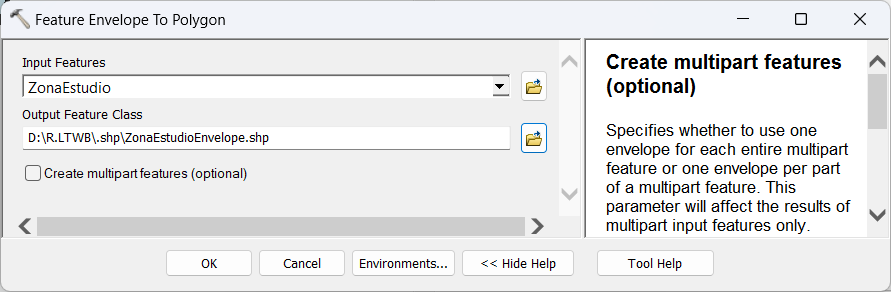 Feature Envelope To Polygon
Input Features
ZonaEstudio
Output Feature Class
D:\R.LTWB\.shp\ZonaEstudioEnvelope.shp
Create multipart features (optional)
Create multipart features
(optional)
Specifies whether to use one
envelope for each entire multipart
feature or one envelope per part
of a multipart feature. This
parameter will affect the results of
multipart input features only.
OK
Cancel
Environments...
<< Hide Help
Tool Help